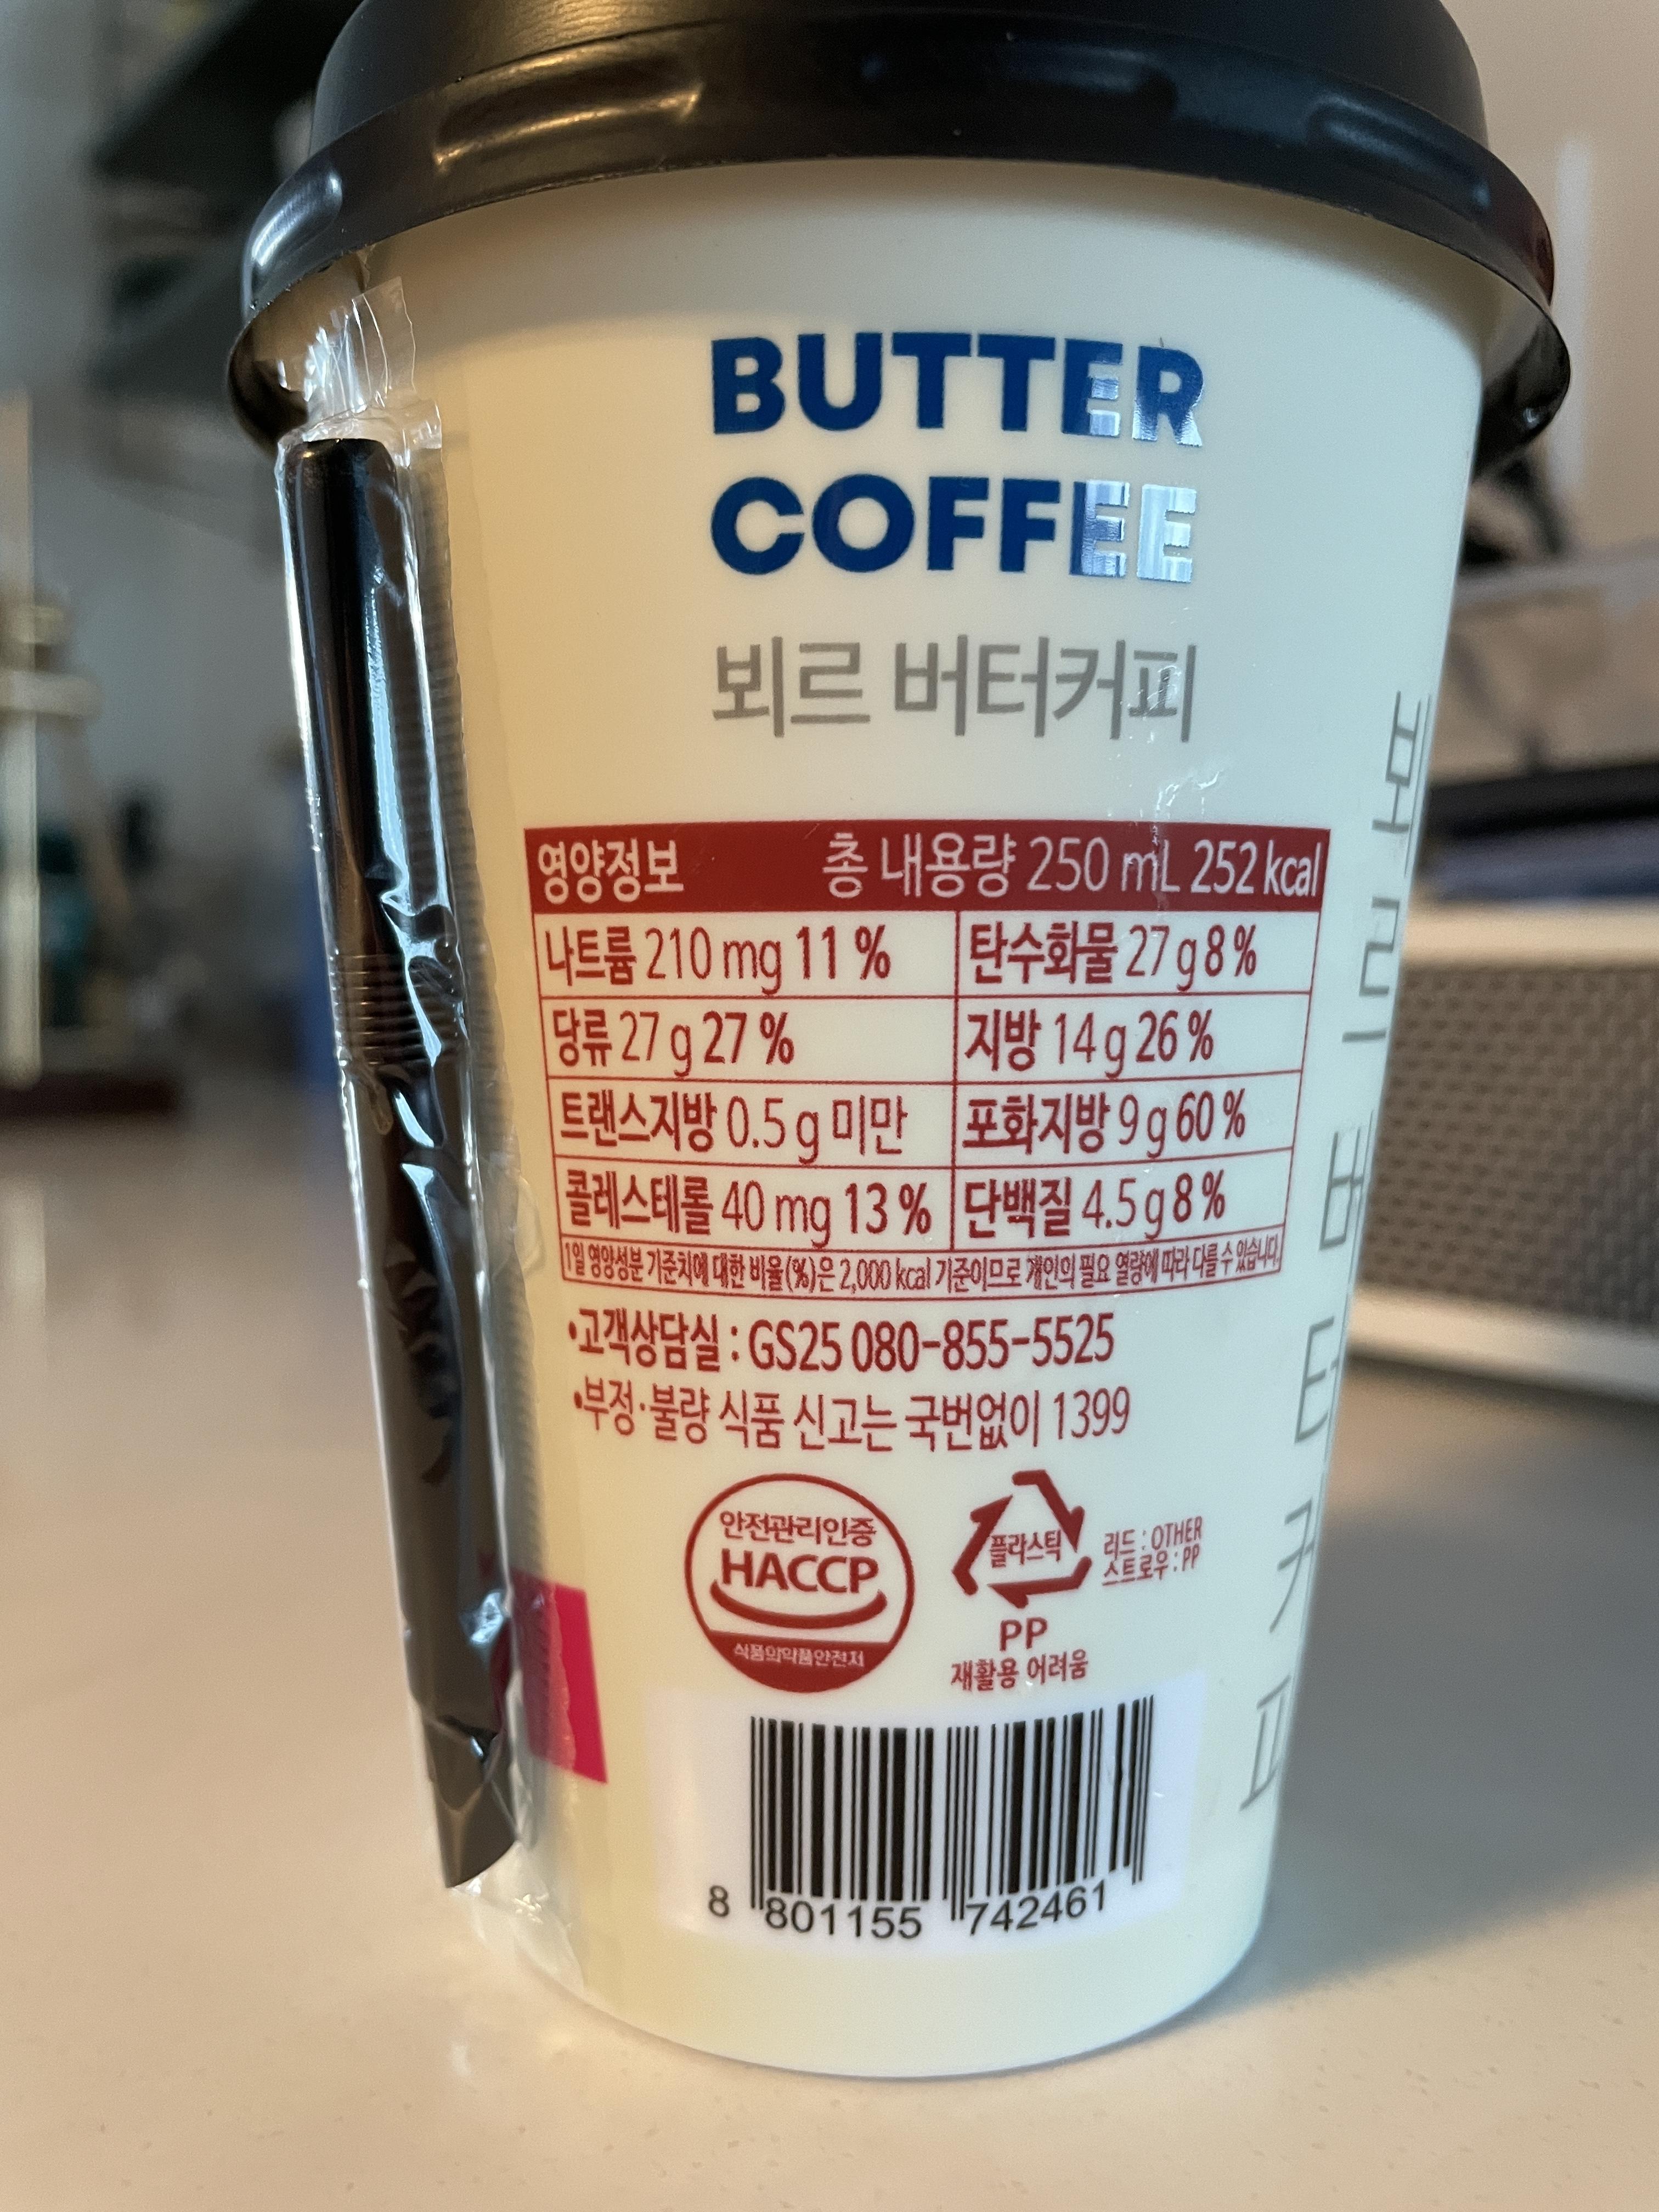 BUTTER
COFFEE
뵈르 버터커피
영양정보 총 내용량 250 mL 252 kcal
나트륨 210 mg 11 % 탄수화물 27 g 8 %
당류 27 g 27 % 지방 14 g 26 %
트랜스지방 0.5 g 미만 포화지방 9 g 60 %
콜레스테롤 40 mg 13 % 단백질 4.5 g 8 %
1일 영양성분 기준치에 대한 비율(%)은 2,000 kcal 기준이므로 개인의 필요 열량에 따라 다를 수 있습니다.
•고객상담실 : GS25 080-855-5525
•부정·불량 식품 신고는 국번없이 1399
안전관리인증
HACCP
식품의약품안전처
플라스틱
리드 : OTHER
스트로우 : PP
PP
재활용 어려움
8 801155 742461
버터커피